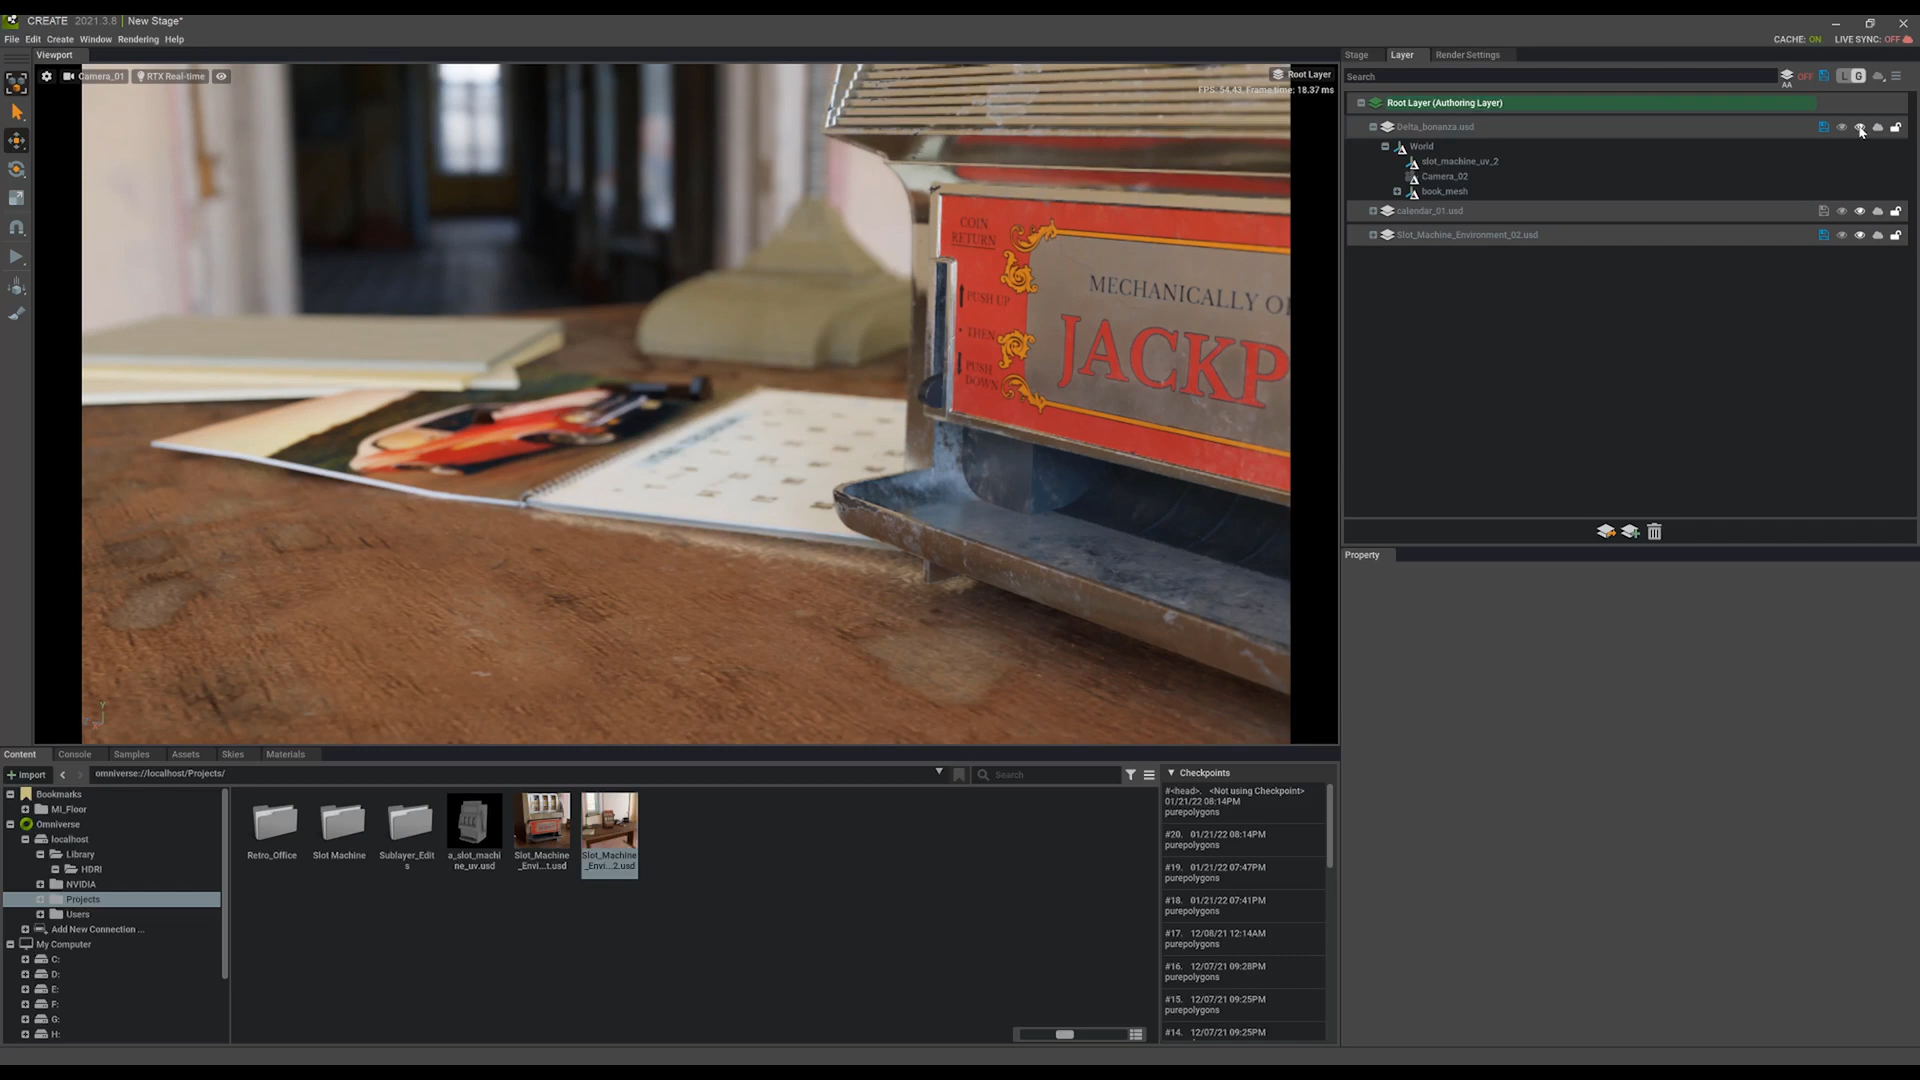 CREATE 2021.3.8 | New Stage*
File Edit Create Window Rendering Help
CACHE: ON LIVE SYNC: OFF
Viewport
Stage Layer Render Settings
Camera_01 RTX Real-time
Root Layer
FPS: 54.43, Frame time: 18.37 ms
Search
AA OFF L G
Root Layer (Authoring Layer)
Delta_bonanza.usd
World
slot_machine_uv_2
Camera_02
book_mesh
calendar_01.usd
Slot_Machine_Environment_02.usd
COIN
RETURN
PUSH UP
THEN
PUSH
DOWN
MECHANICALLY O
JACKP
Y
Property
Content Console Samples Assets Skies Materials
+ Import omniverse://localhost/Projects/ Search
Bookmarks
MI_Floor
Omniverse
localhost
Library
HDRI
NVIDIA
Projects
Users
Add New Connection ...
My Computer
C:
D:
E:
F:
G:
H:
Retro_Office
Slot Machine
Sublayer_Edit
s
a_slot_machi
ne_uv.usd
Slot_Machine
_Envi...t.usd
Slot_Machine
_Envi...2.usd
Checkpoints
#<head>. <Not using Checkpoint>
01/21/22 08:14PM
purepolygons
#20. 01/21/22 08:14PM
purepolygons
#19. 01/21/22 07:47PM
purepolygons
#18. 01/21/22 07:41PM
purepolygons
#17. 12/08/21 12:14AM
purepolygons
#16. 12/07/21 09:28PM
purepolygons
#15. 12/07/21 09:25PM
purepolygons
#14. 12/07/21 09:25PM